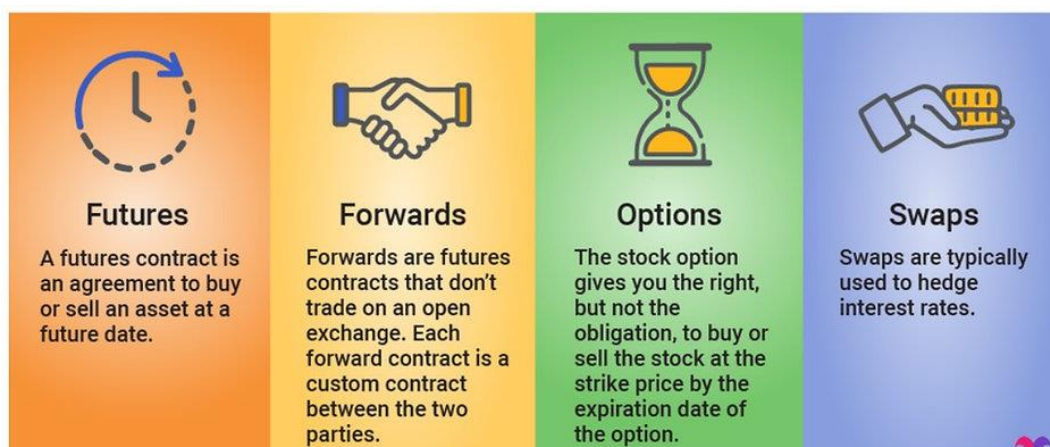 Futures
A futures contract is
an agreement to buy
or sell an asset at a
future date.
Forwards
Forwards are futures
contracts that don't
trade on an open
exchange. Each
forward contract is a
custom contract
between the two
parties.
Options
The stock option
gives you the right,
but not the
obligation, to buy or
sell the stock at the
strike price by the
expiration date of
the option.
Swaps
Swaps are typically
used to hedge
interest rates.